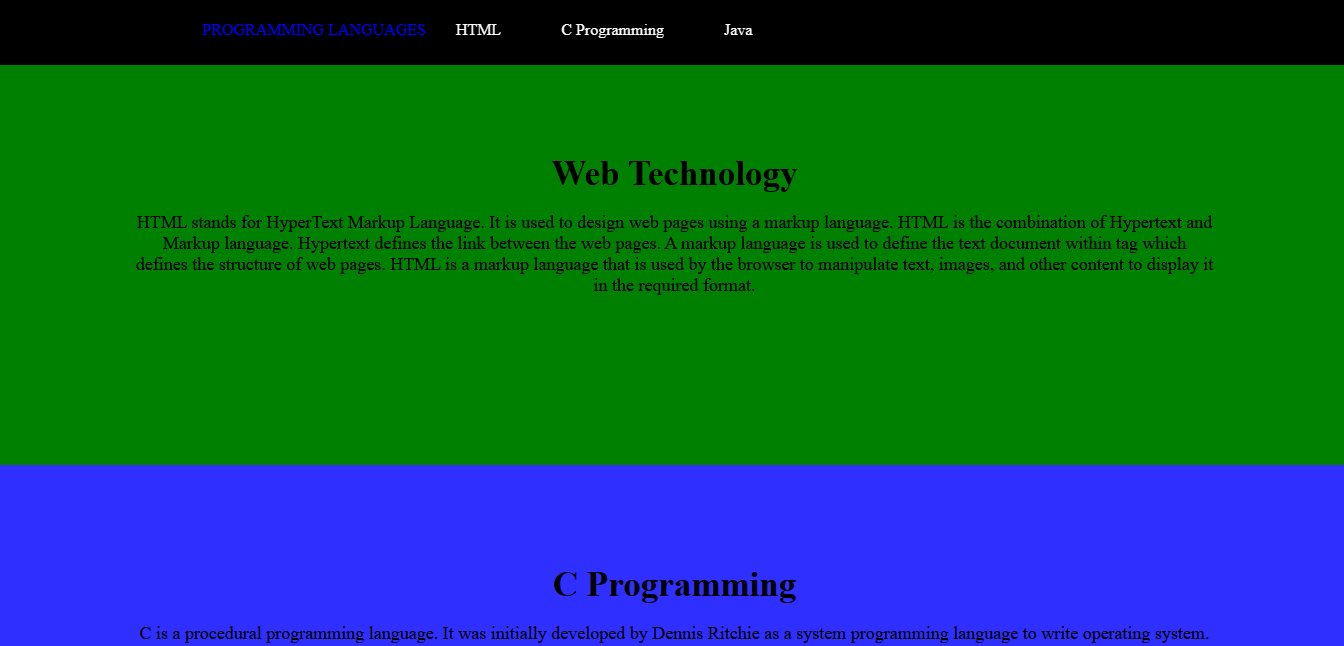 PROGRAMMING LANGUAGES HTML C Programming Java
Web Technology
HTML stands for HyperText Markup Language. It is used to design web pages using a markup language. HTML is the combination of Hypertext and
Markup language. Hypertext defines the link between the web pages. A markup language is used to define the text document within tag which
defines the structure of web pages. HTML is a markup language that is used by the browser to manipulate text, images, and other content to display it
in the required format.
C Programming
C is a procedural programming language. It was initially developed by Dennis Ritchie as a system programming language to write operating system.